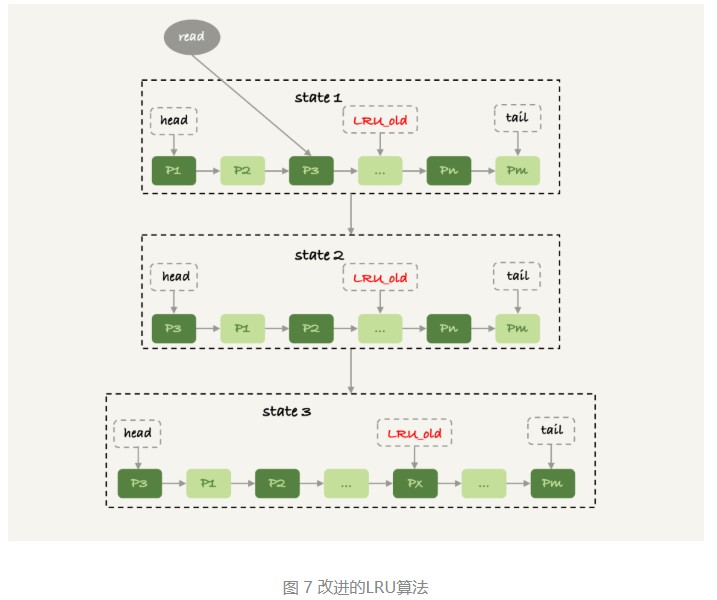 read
state 1
head
LRU_old
tail
P1 P2 P3 ... Pn Pm
state 2
head
LRU_old
tail
P3 P1 P2 ... Pn Pm
state 3
head
LRU_old
tail
P3 P1 P2 ... Px ... Pm
图 7 改进的LRU算法